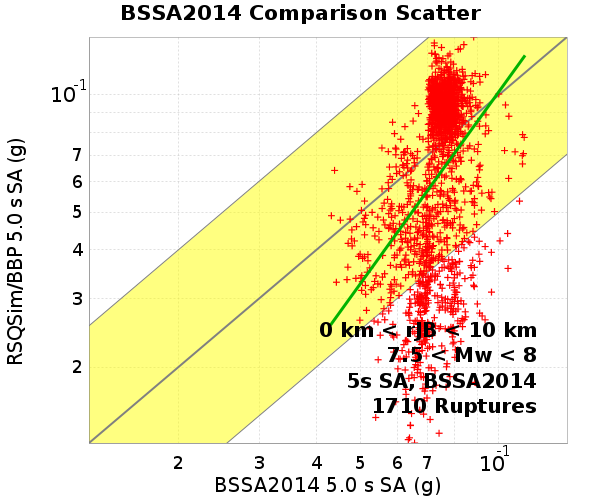 BSSA2014 Comparison Scatter
RSQSim/BBP 5.0 s SA (g)
10⁻¹
7
6
5
4
3
2
0 km < rJB < 10 km
7.5 < Mw < 8
5s SA, BSSA2014
1710 Ruptures
2 3 4 5 6 7 10⁻¹
BSSA2014 5.0 s SA (g)